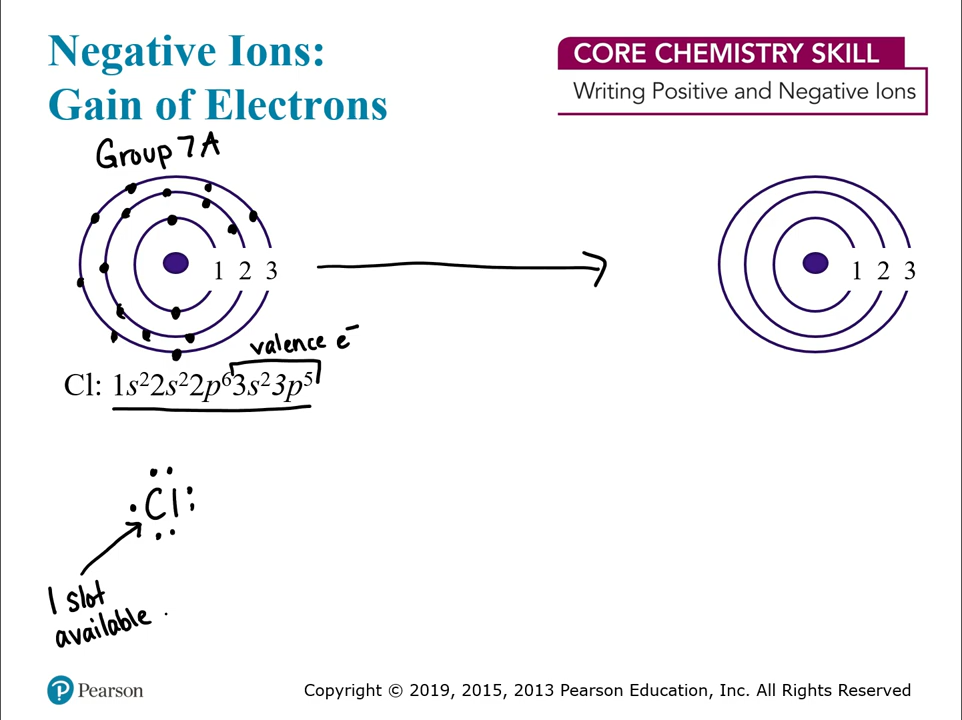 Negative Ions:
Gain of Electrons
CORE CHEMISTRY SKILL
Writing Positive and Negative Ions
Group 7A
1 2 3
1 2 3
valence e⁻
Cl: 1s²2s²2p⁶3s²3p⁵
Cl
1 slot
available
Pearson
Copyright © 2019, 2015, 2013 Pearson Education, Inc. All Rights Reserved